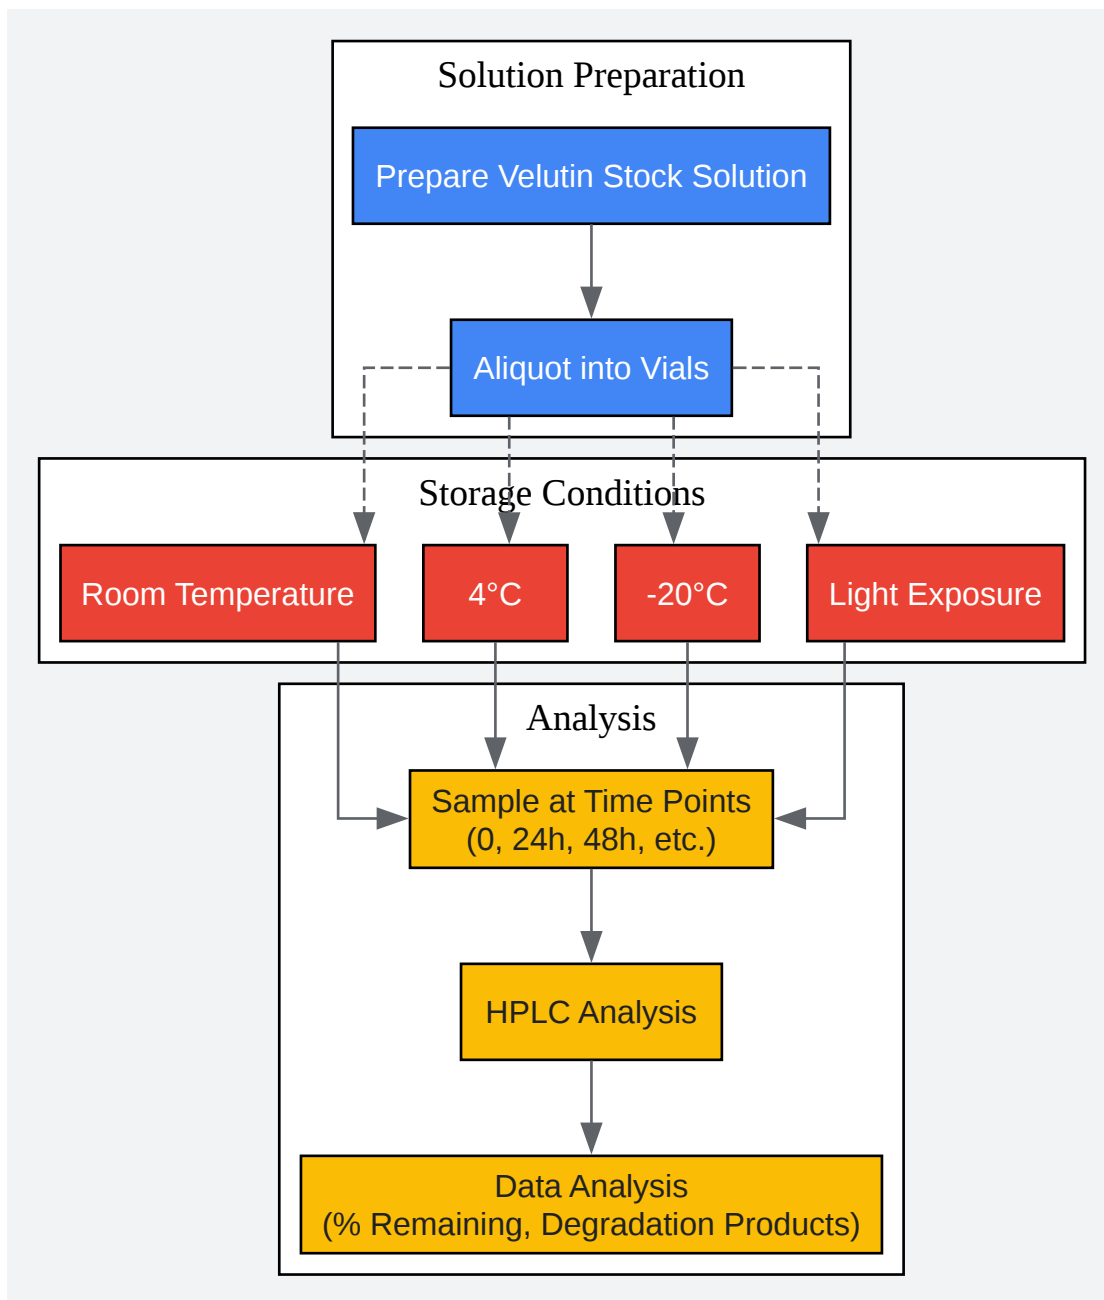 Solution Preparation
Prepare Velutin Stock Solution
Aliquot into Vials
Storage Conditions
Room Temperature
4°C
-20°C
Light Exposure
Analysis
Sample at Time Points
(0, 24h, 48h, etc.)
HPLC Analysis
Data Analysis
(% Remaining, Degradation Products)